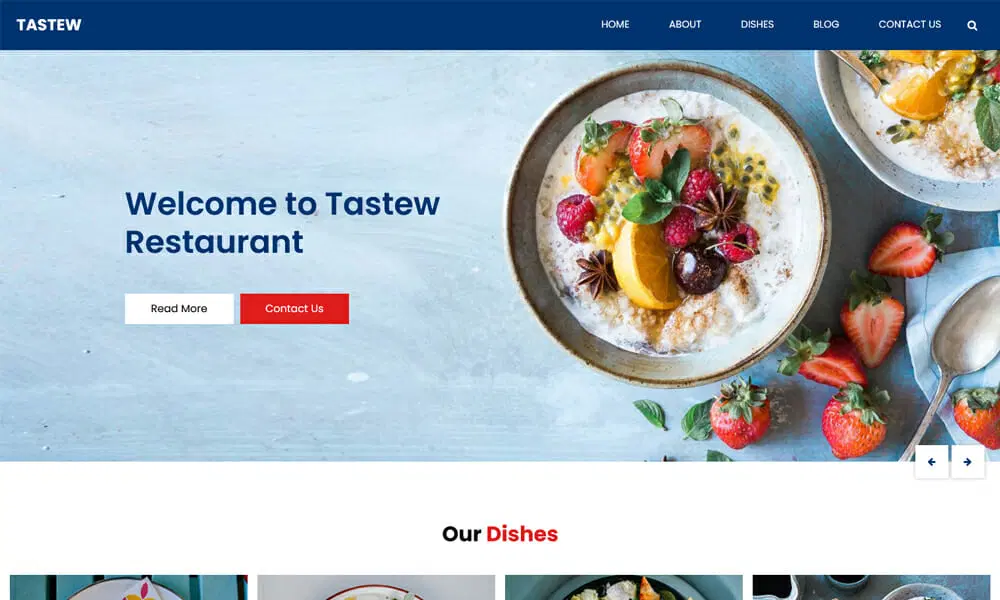 TASTEW
HOME ABOUT DISHES BLOG CONTACT US
Welcome to Tastew
Restaurant
Read More Contact Us
Our Dishes